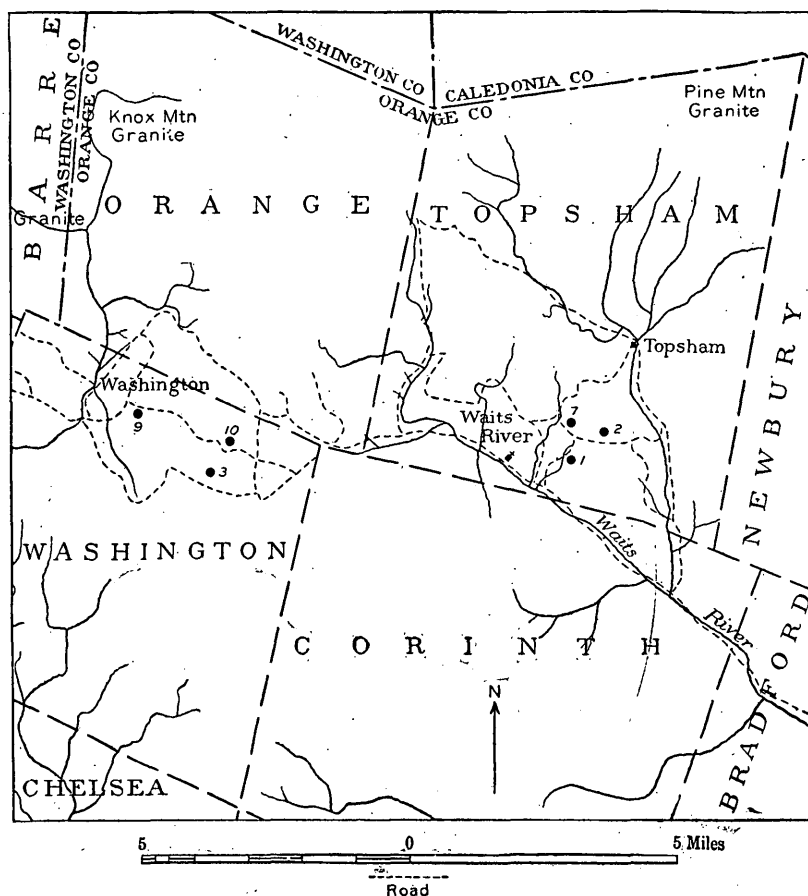 WASHINGTON CO
CALEDONIA CO
ORANGE CO
WASHINGTON CO
ORANGE CO
BARRE
Knox Mtn
Granite
Pine Mtn
Granite
Granite
ORANGE
TOPSHAM
NEWBURY
Topsham
Washington
Waits
River
7
2
1
9
10
3
WASHINGTON
Waits
River
CORINTH
N
BRADFORD
CHELSEA
5 0 5 Miles
Road